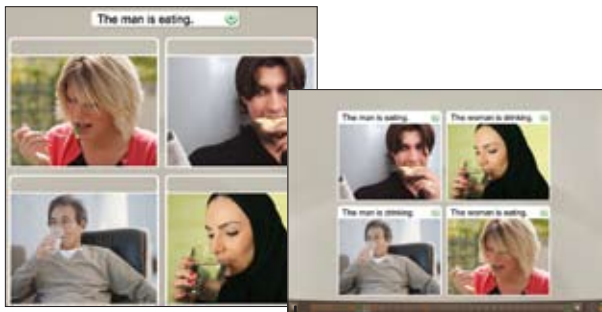 The man is eating.
The man is eating.
The woman is drinking.
The man is drinking.
The woman is eating.